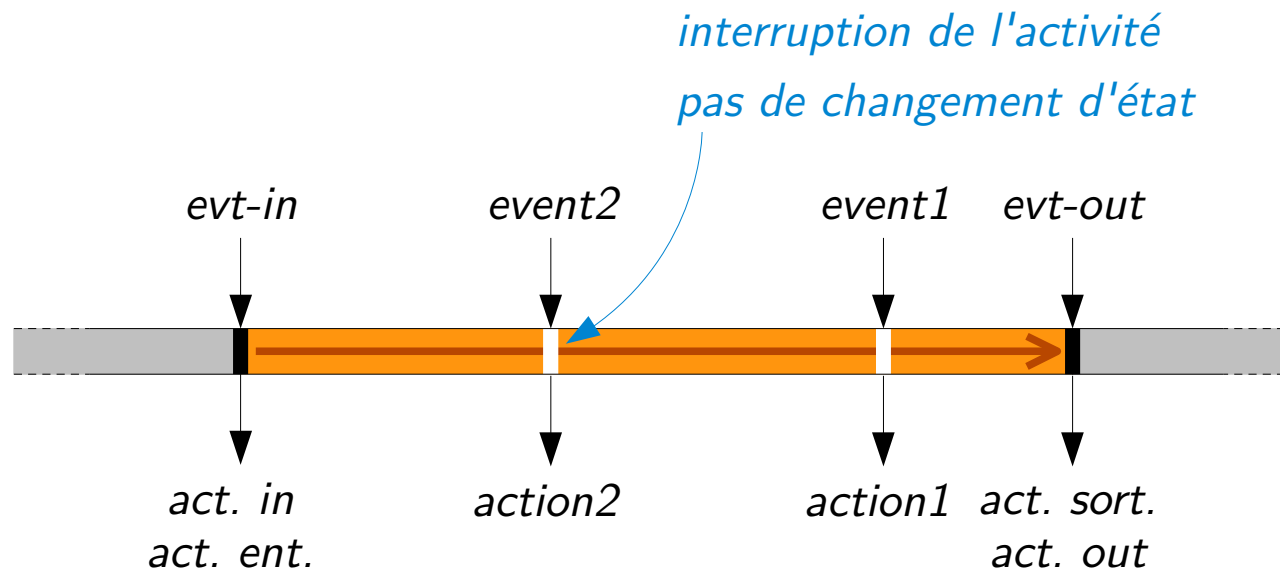 interruption de l'activité
pas de changement d'état
evt-in event2 event1 evt-out
act. in action2 action1 act. sort.
act. ent. act. out